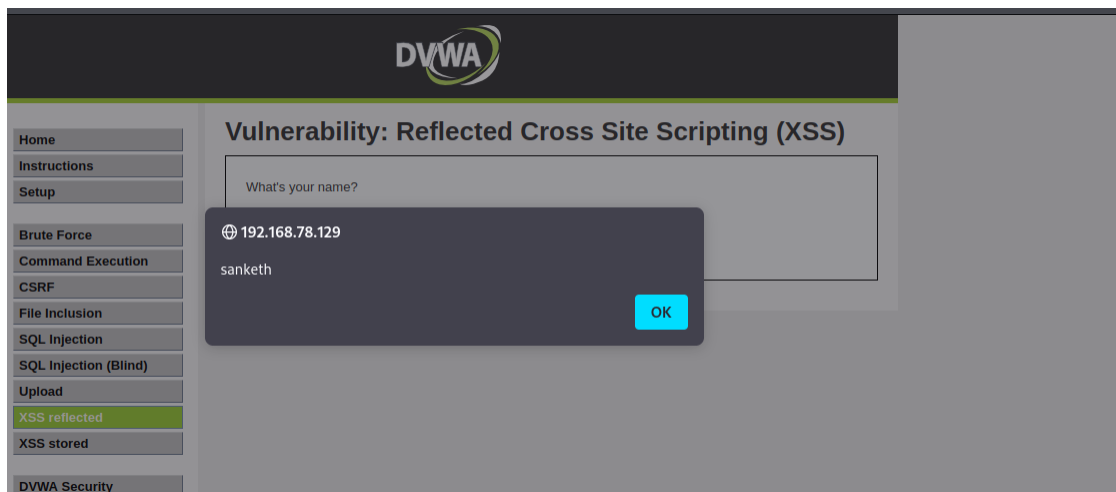 DVWA
Vulnerability: Reflected Cross Site Scripting (XSS)
Home
Instructions
Setup
Brute Force
Command Execution
CSRF
File Inclusion
SQL Injection
SQL Injection (Blind)
Upload
XSS reflected
XSS stored
DVWA Security
What's your name?
192.168.78.129
sanketh
OK